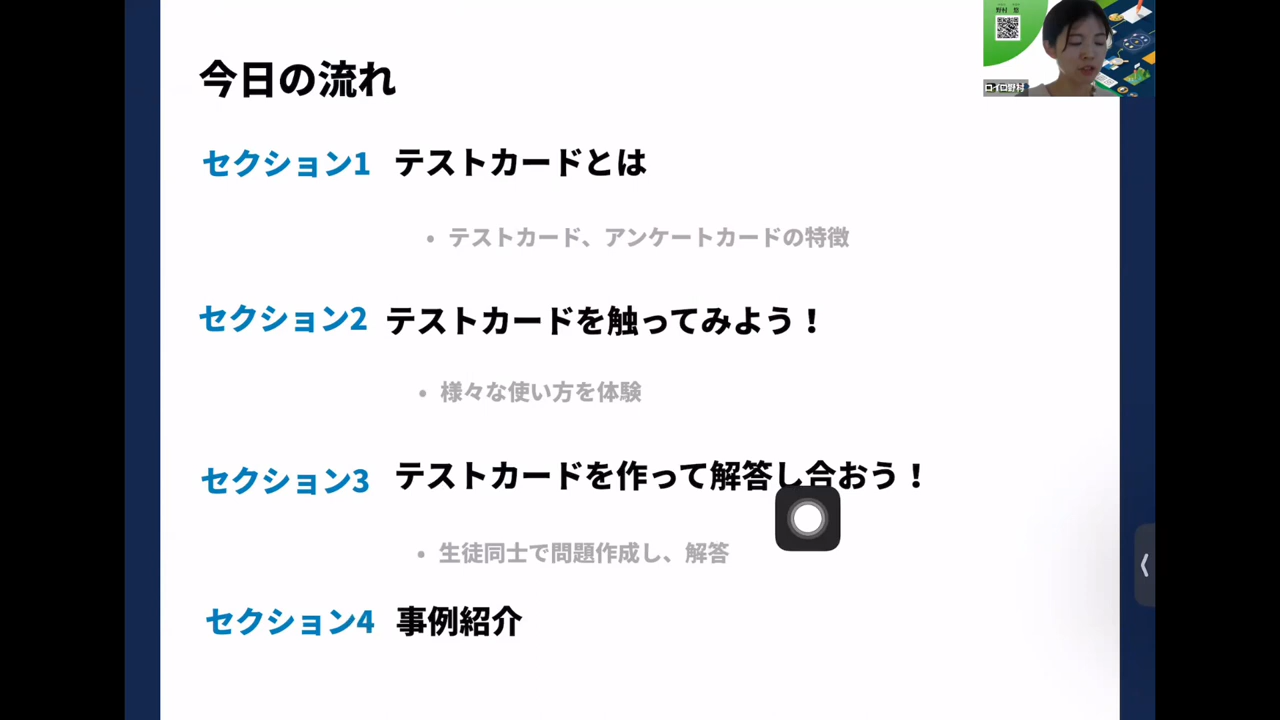 今日の流れ
野村 悠
ロイロ野村
セクション1 テストカードとは
• テストカード、アンケートカードの特徴
セクション2 テストカードを触ってみよう！
• 様々な使い方を体験
セクション3 テストカードを作って解答し合おう！
• 生徒同士で問題作成し、解答
セクション4 事例紹介